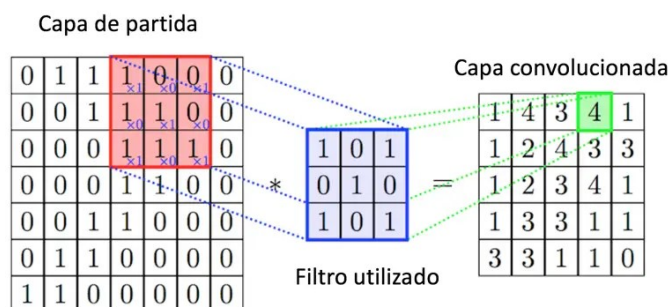 Capa de partida
Capa convolucionada
0 1 1 1 0 0 0
×1 ×0 ×1
0 0 1 1 1 0 0
×0 ×1 ×0
0 0 0 1 1 1 0
×1 ×0 ×1
0 0 0 1 1 0 0
0 0 1 1 0 0 0
0 1 1 0 0 0 0
1 1 0 0 0 0 0
*
1 0 1
0 1 0
1 0 1
Filtro utilizado
=
1 4 3 4 1
1 2 4 3 3
1 2 3 4 1
1 3 3 1 1
3 3 1 1 0